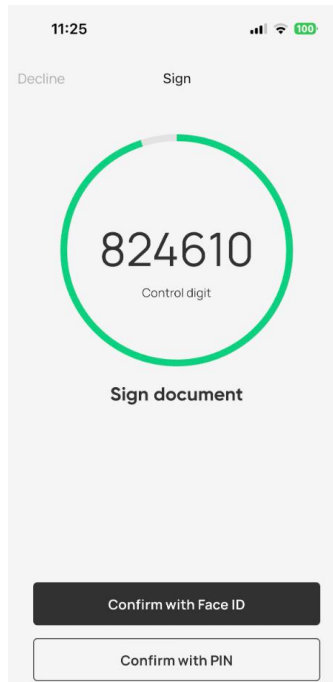 11:25
100
Decline
Sign
824610
Control digit
Sign document
Confirm with Face ID
Confirm with PIN